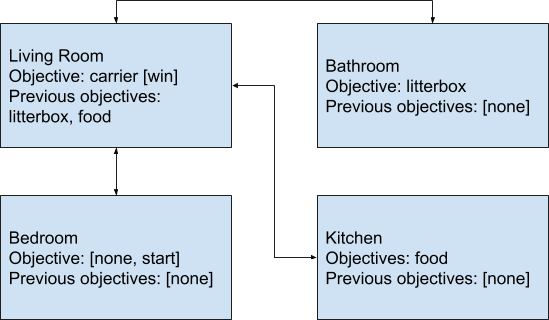 Living Room
Objective: carrier [win]
Previous objectives:
litterbox, food
Bathroom
Objective: litterbox
Previous objectives: [none]
Bedroom
Objective: [none, start]
Previous objectives: [none]
Kitchen
Objectives: food
Previous objectives: [none]